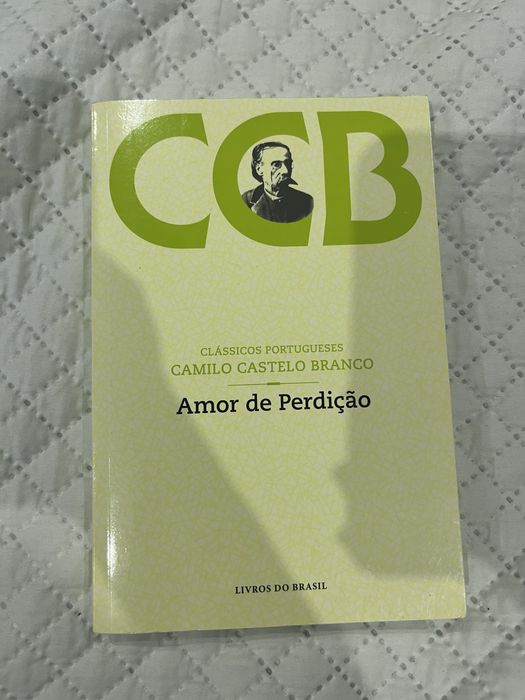 CCB
CLÁSSICOS PORTUGUESES
CAMILO CASTELO BRANCO
Amor de Perdição
LIVROS DO BRASIL